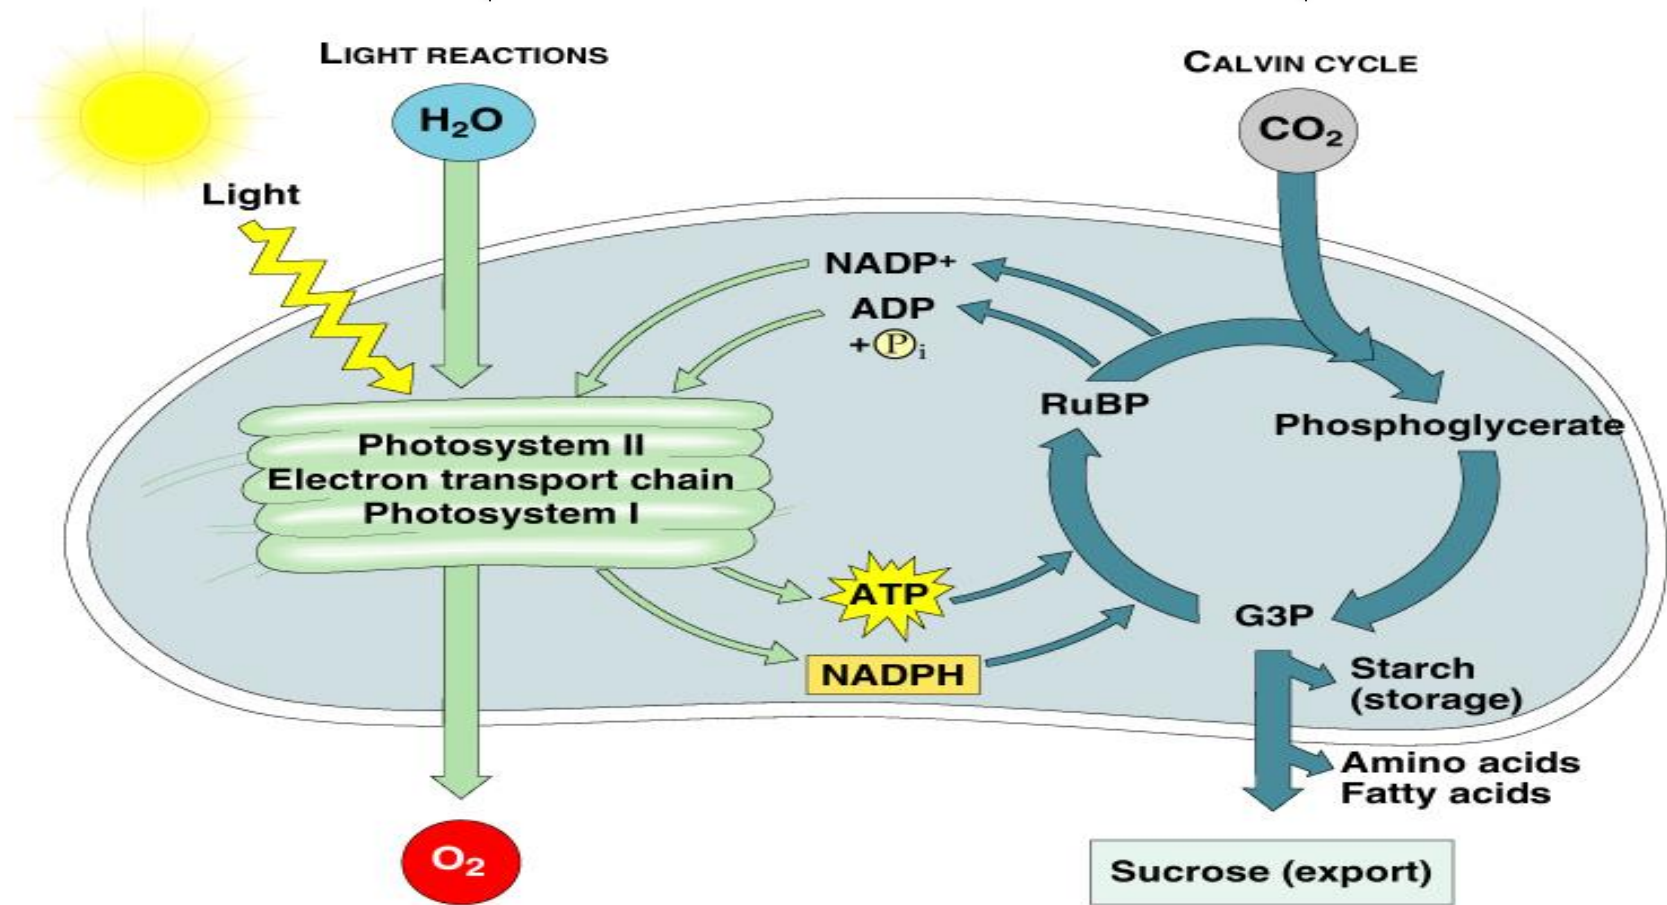 LIGHT REACTIONS
CALVIN CYCLE
H₂O
CO₂
Light
NADP+
ADP
+ P i
RuBP
Phosphoglycerate
Photosystem II
Electron transport chain
Photosystem I
ATP
G3P
NADPH
Starch
(storage)
Amino acids
Fatty acids
O₂
Sucrose (export)